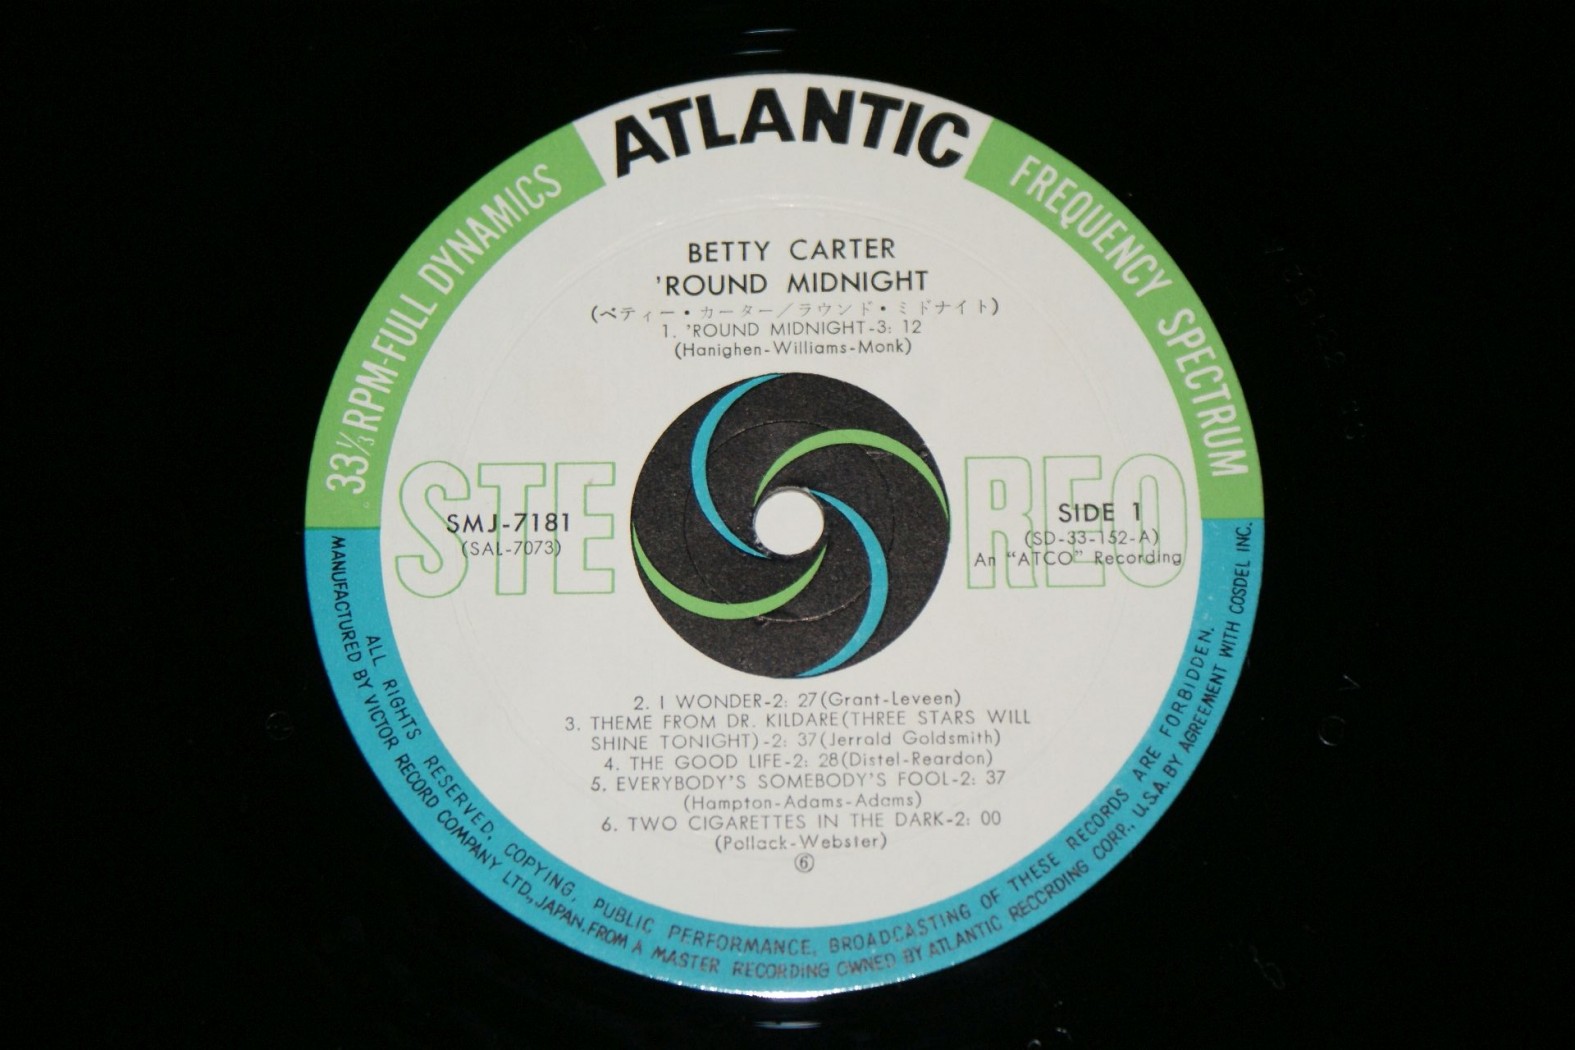 ATLANTIC
33⅓ RPM-FULL DYNAMICS
FREQUENCY SPECTRUM
BETTY CARTER
'ROUND MIDNIGHT
(ベティー・カーター/ラウンド・ミドナイト)
1. 'ROUND MIDNIGHT-3: 12
(Hanighen-Williams-Monk)
STEREO
SMJ-7181
(SAL-7073)
SIDE 1
(SD-33-152-A)
An "ATCO" Recording
2. I WONDER-2: 27(Grant-Leveen)
3. THEME FROM DR. KILDARE(THREE STARS WILL
SHINE TONIGHT)-2: 37(Jerrald Goldsmith)
4. THE GOOD LIFE-2: 28(Distel-Reardon)
5. EVERYBODY'S SOMEBODY'S FOOL-2: 37
(Hampton-Adams-Adams)
6. TWO CIGARETTES IN THE DARK-2: 00
(Pollack-Webster)
⑥
ALL RIGHTS RESERVED, COPYING, PUBLIC PERFORMANCE, BROADCASTING OF THESE RECORDS ARE FORBIDDEN.
MANUFACTURED BY VICTOR RECORD COMPANY LTD., JAPAN. FROM A MASTER RECORDING OWNED BY ATLANTIC RECORDING CORP., U.S.A. BY AGREEMENT WITH COSDEL INC.